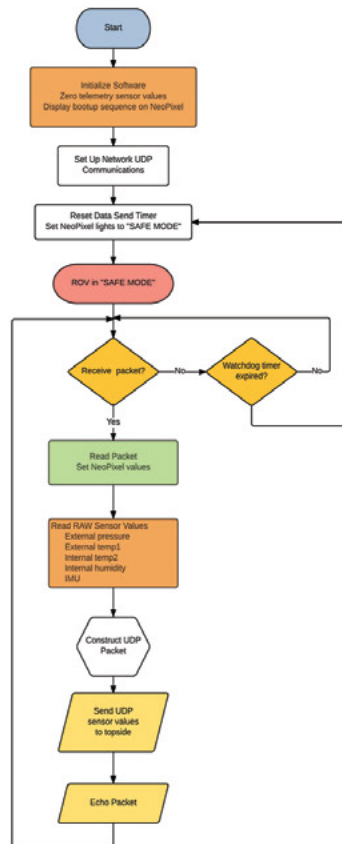 Start
Initialize Software
Zero telemetry sensor values
Display bootup sequence on NeoPixel
Set Up Network UDP
Communications
Reset Data Send Timer
Set NeoPixel lights to "SAFE MODE"
ROV in "SAFE MODE"
Receive packet?
No
Watchdog timer
expired?
No
Yes
Read Packet
Set NeoPixel values
Read RAW Sensor Values
External pressure
External temp1
Internal temp2
Internal humidity
IMU
Construct UDP
Packet
Send UDP
sensor values
to topside
Echo Packet